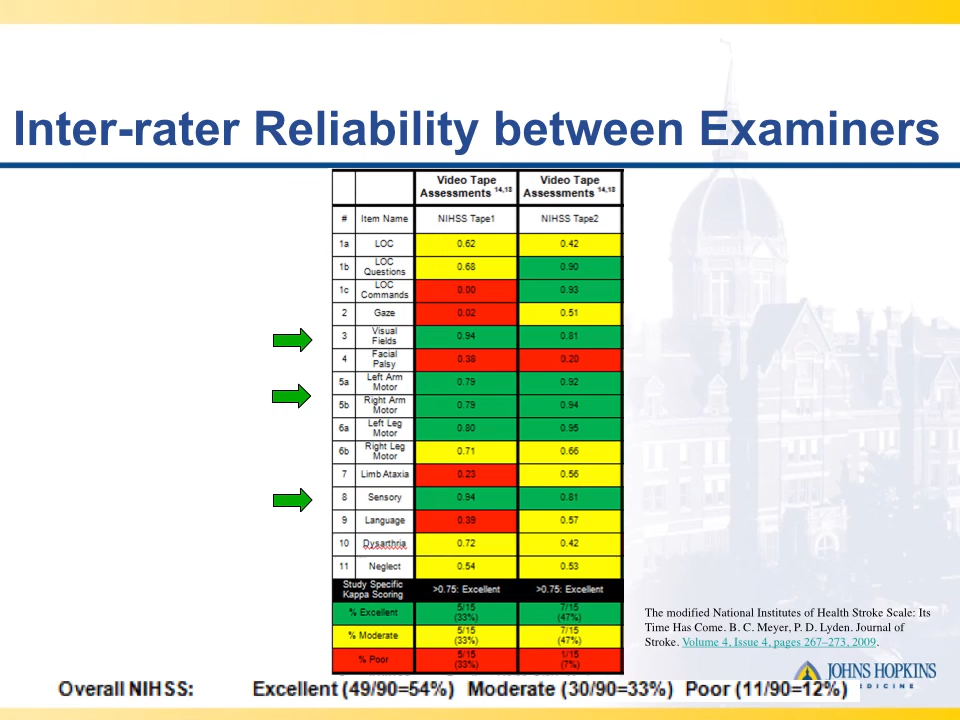 Inter-rater Reliability between Examiners
Video Tape Assessments 14,18 Video Tape Assessments 14,18
# Item Name NIHSS Tape1 NIHSS Tape2
1a LOC 0.62 0.42
1b LOC Questions 0.68 0.90
1c LOC Commands 0.00 0.93
2 Gaze 0.02 0.51
3 Visual Fields 0.94 0.81
4 Facial Palsy 0.38 0.20
5a Left Arm Motor 0.79 0.92
5b Right Arm Motor 0.79 0.94
6a Left Leg Motor 0.80 0.95
6b Right Leg Motor 0.71 0.66
7 Limb Ataxia 0.23 0.56
8 Sensory 0.94 0.81
9 Language 0.39 0.57
10 Dysarthria 0.72 0.42
11 Neglect 0.54 0.53
Study Specific Kappa Scoring >0.75: Excellent >0.75: Excellent
% Excellent 5/15 (33%) 7/15 (47%)
% Moderate 5/15 (33%) 7/15 (47%)
% Poor 5/15 (33%) 1/15 (7%)
The modified National Institutes of Health Stroke Scale: Its
Time Has Come. B. C. Meyer, P. D. Lyden. Journal of
Stroke. Volume 4, Issue 4, pages 267–273, 2009.
JOHNS HOPKINS
Overall NIHSS: Excellent (49/90=54%) Moderate (30/90=33%) Poor (11/90=12%)